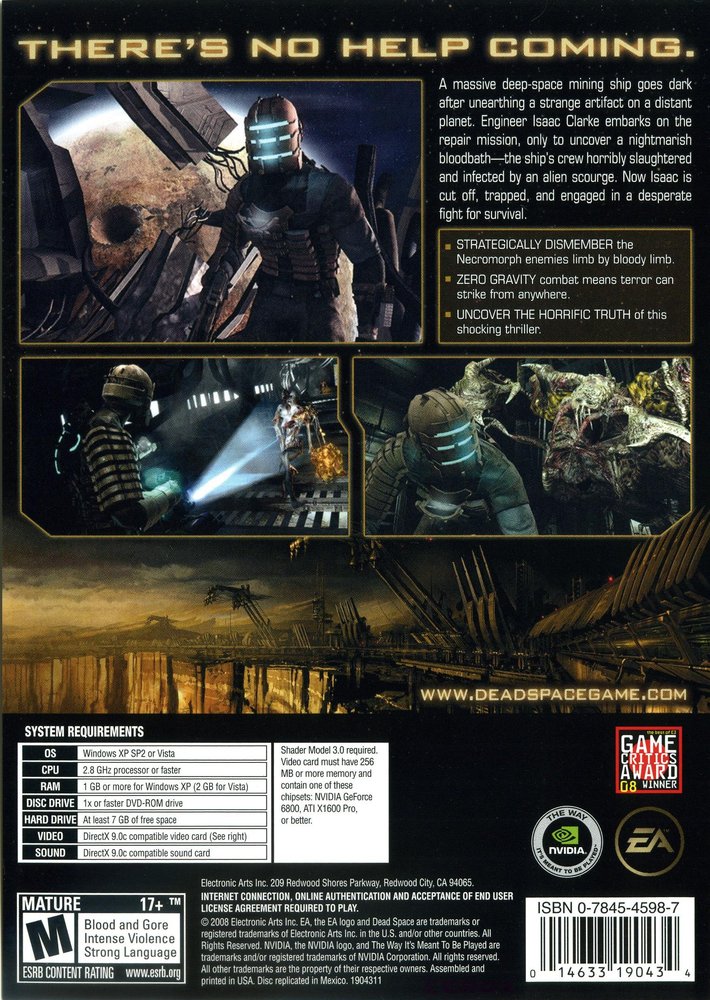 THERE'S NO HELP COMING.
A massive deep-space mining ship goes dark
after unearthing a strange artifact on a distant
planet. Engineer Isaac Clarke embarks on the
repair mission, only to uncover a nightmarish
bloodbath—the ship's crew horribly slaughtered
and infected by an alien scourge. Now Isaac is
cut off, trapped, and engaged in a desperate
fight for survival.
STRATEGICALLY DISMEMBER the
Necromorph enemies limb by bloody limb.
ZERO GRAVITY combat means terror can
strike from anywhere.
UNCOVER THE HORRIFIC TRUTH of this
shocking thriller.
WWW.DEADSPACEGAME.COM
SYSTEM REQUIREMENTS
OS Windows XP SP2 or Vista
CPU 2.8 GHz processor or faster
RAM 1 GB or more for Windows XP (2 GB for Vista)
DISC DRIVE 1x or faster DVD-ROM drive
HARD DRIVE At least 7 GB of free space
VIDEO DirectX 9.0c compatible video card (See right)
SOUND DirectX 9.0c compatible sound card
Shader Model 3.0 required.
Video card must have 256
MB or more memory and
contain one of these
chipsets: NVIDIA GeForce
6800, ATI X1600 Pro,
or better.
the best of E3
GAME
CRITICS
AWARD
08 WINNER
THE WAY
NVIDIA.
IT'S MEANT TO BE PLAYED
EA
MATURE 17+ ™
M
Blood and Gore
Intense Violence
Strong Language
ESRB CONTENT RATING www.esrb.org
Electronic Arts Inc. 209 Redwood Shores Parkway, Redwood City, CA 94065.
INTERNET CONNECTION, ONLINE AUTHENTICATION AND ACCEPTANCE OF END USER
LICENSE AGREEMENT REQUIRED TO PLAY.
© 2008 Electronic Arts Inc. EA, the EA logo and Dead Space are trademarks or
registered trademarks of Electronic Arts Inc. in the U.S. and/or other countries. All
Rights Reserved. NVIDIA, the NVIDIA logo, and The Way It's Meant To Be Played are
trademarks and/or registered trademarks of NVIDIA Corporation. All rights reserved.
All other trademarks are the property of their respective owners. Assembled and
printed in USA. Disc replicated in Mexico. 1904311
ISBN 0-7845-4598-7
0 14633 19043 4